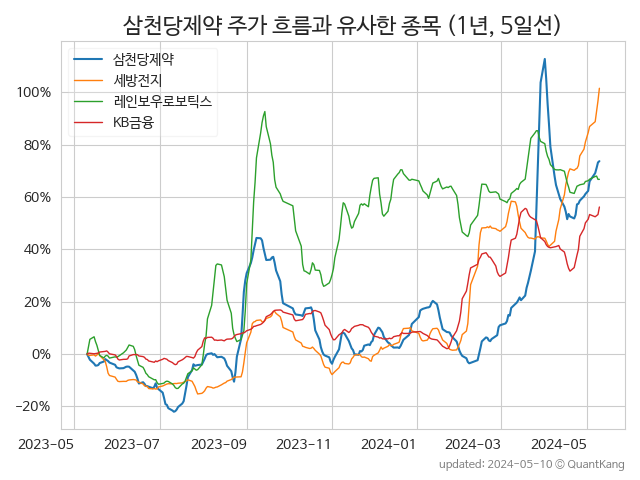 삼천당제약 주가 흐름과 유사한 종목 (1년, 5일선)
삼천당제약
세방전지
레인보우로보틱스
KB금융
100%
80%
60%
40%
20%
0%
−20%
2023-05 2023-07 2023-09 2023-11 2024-01 2024-03 2024-05
updated: 2024-05-10 © QuantKang